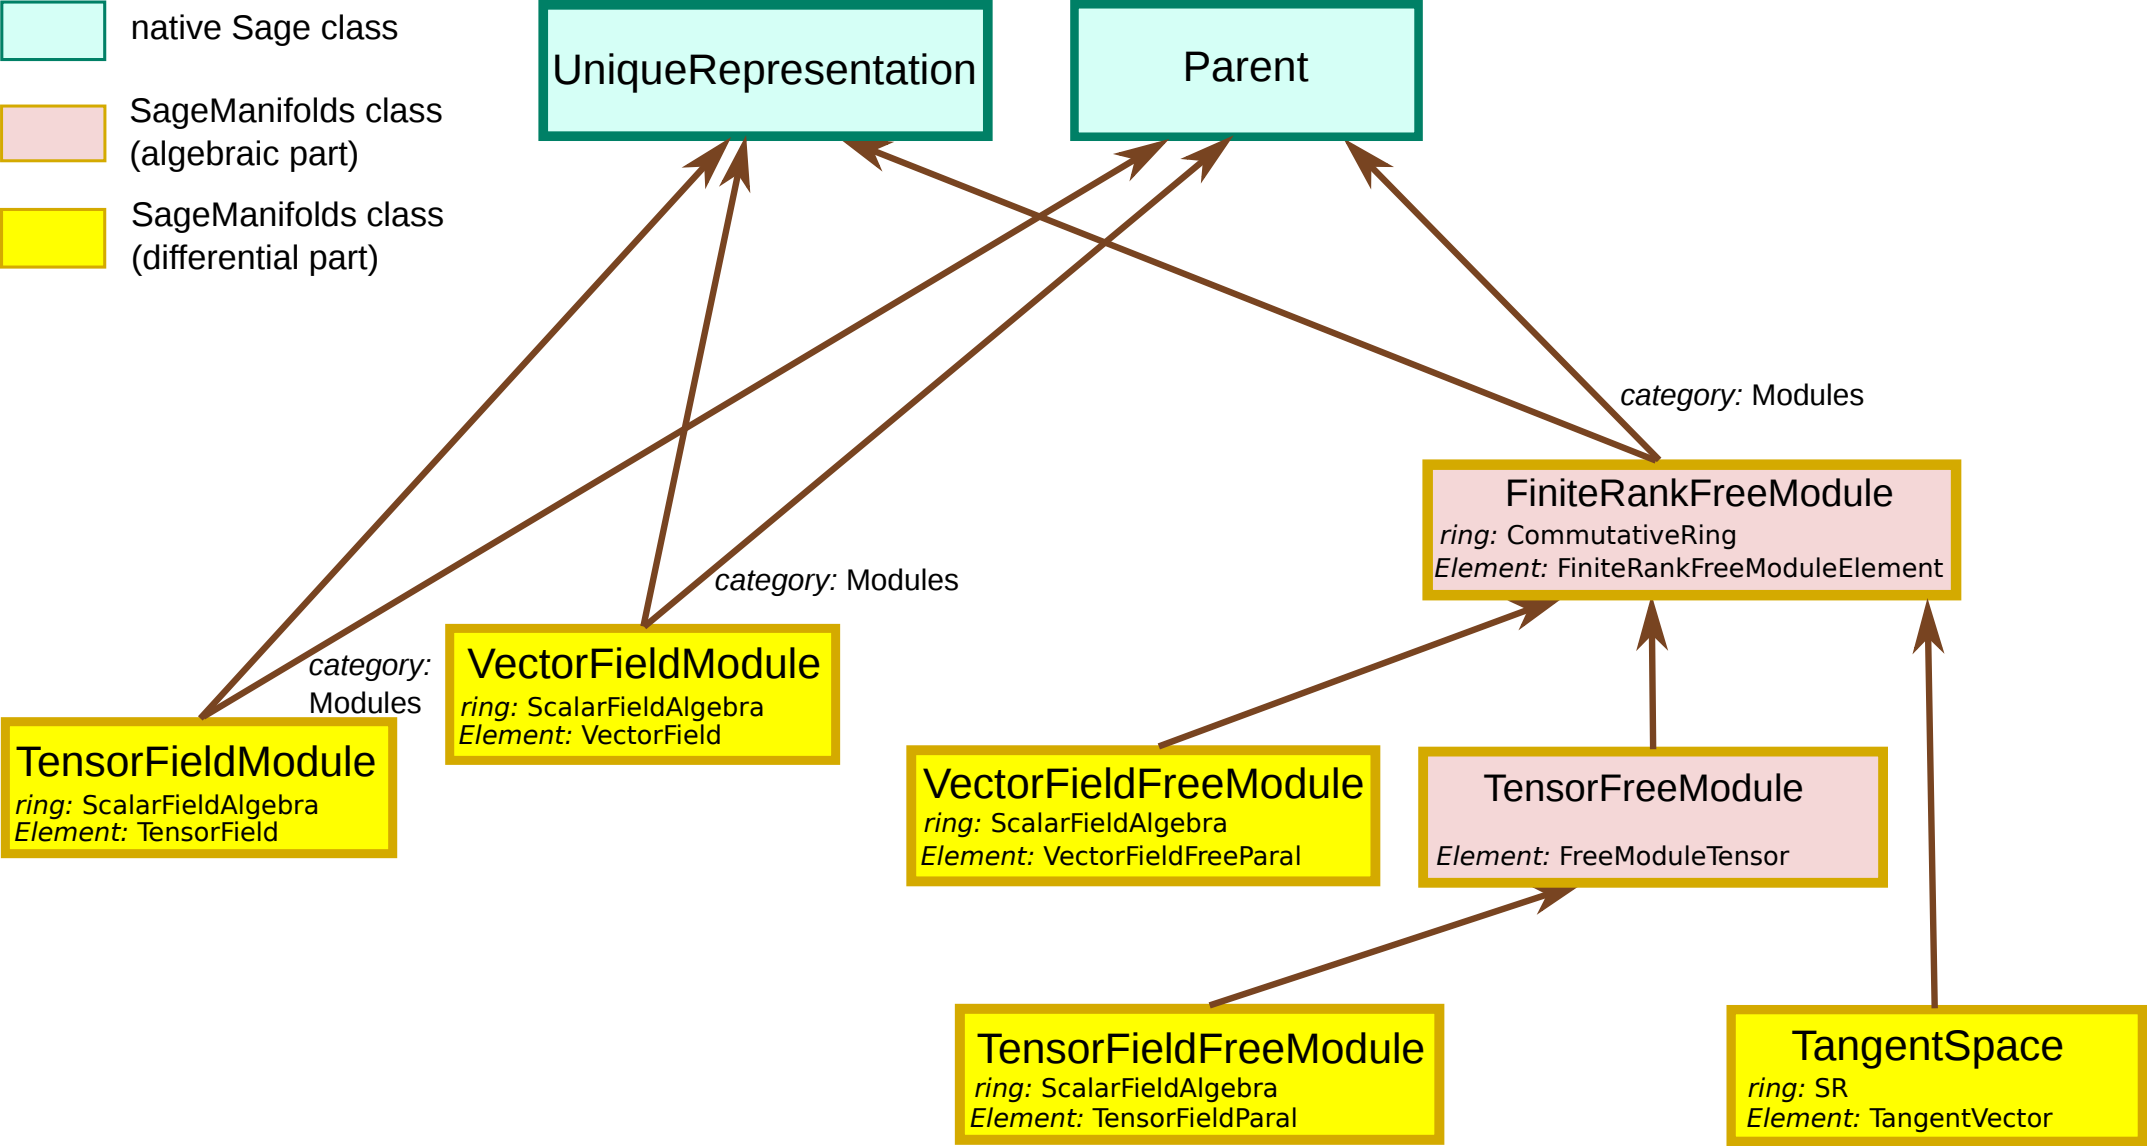 native Sage class
SageManifolds class
(algebraic part)
SageManifolds class
(differential part)
UniqueRepresentation
Parent
category: Modules
FiniteRankFreeModule
ring: CommutativeRing
Element: FiniteRankFreeModuleElement
category: Modules
VectorFieldModule
ring: ScalarFieldAlgebra
Element: VectorField
category:
Modules
TensorFieldModule
ring: ScalarFieldAlgebra
Element: TensorField
VectorFieldFreeModule
ring: ScalarFieldAlgebra
Element: VectorFieldFreeParal
TensorFreeModule
Element: FreeModuleTensor
TensorFieldFreeModule
ring: ScalarFieldAlgebra
Element: TensorFieldParal
TangentSpace
ring: SR
Element: TangentVector